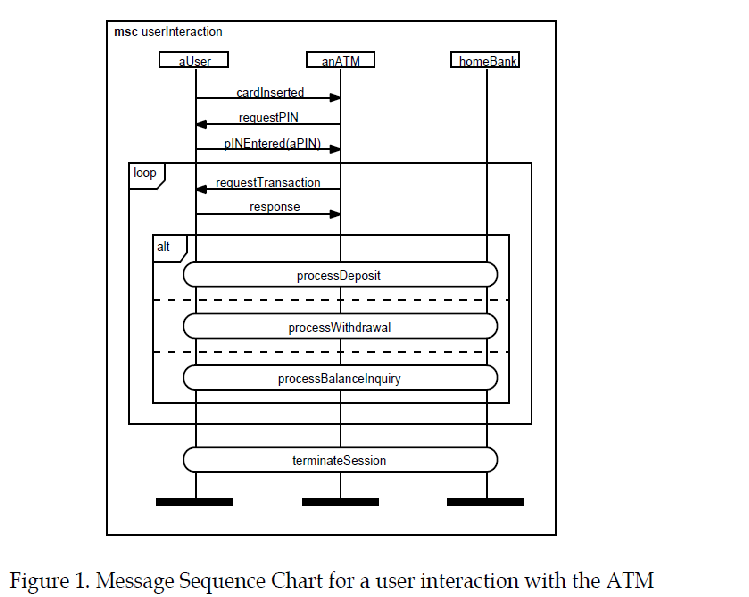 msc userInteraction
aUser anATM homeBank
cardInserted
requestPIN
pINEntered(aPIN)
loop
requestTransaction
response
alt
processDeposit
processWithdrawal
processBalanceInquiry
terminateSession
Figure 1. Message Sequence Chart for a user interaction with the ATM